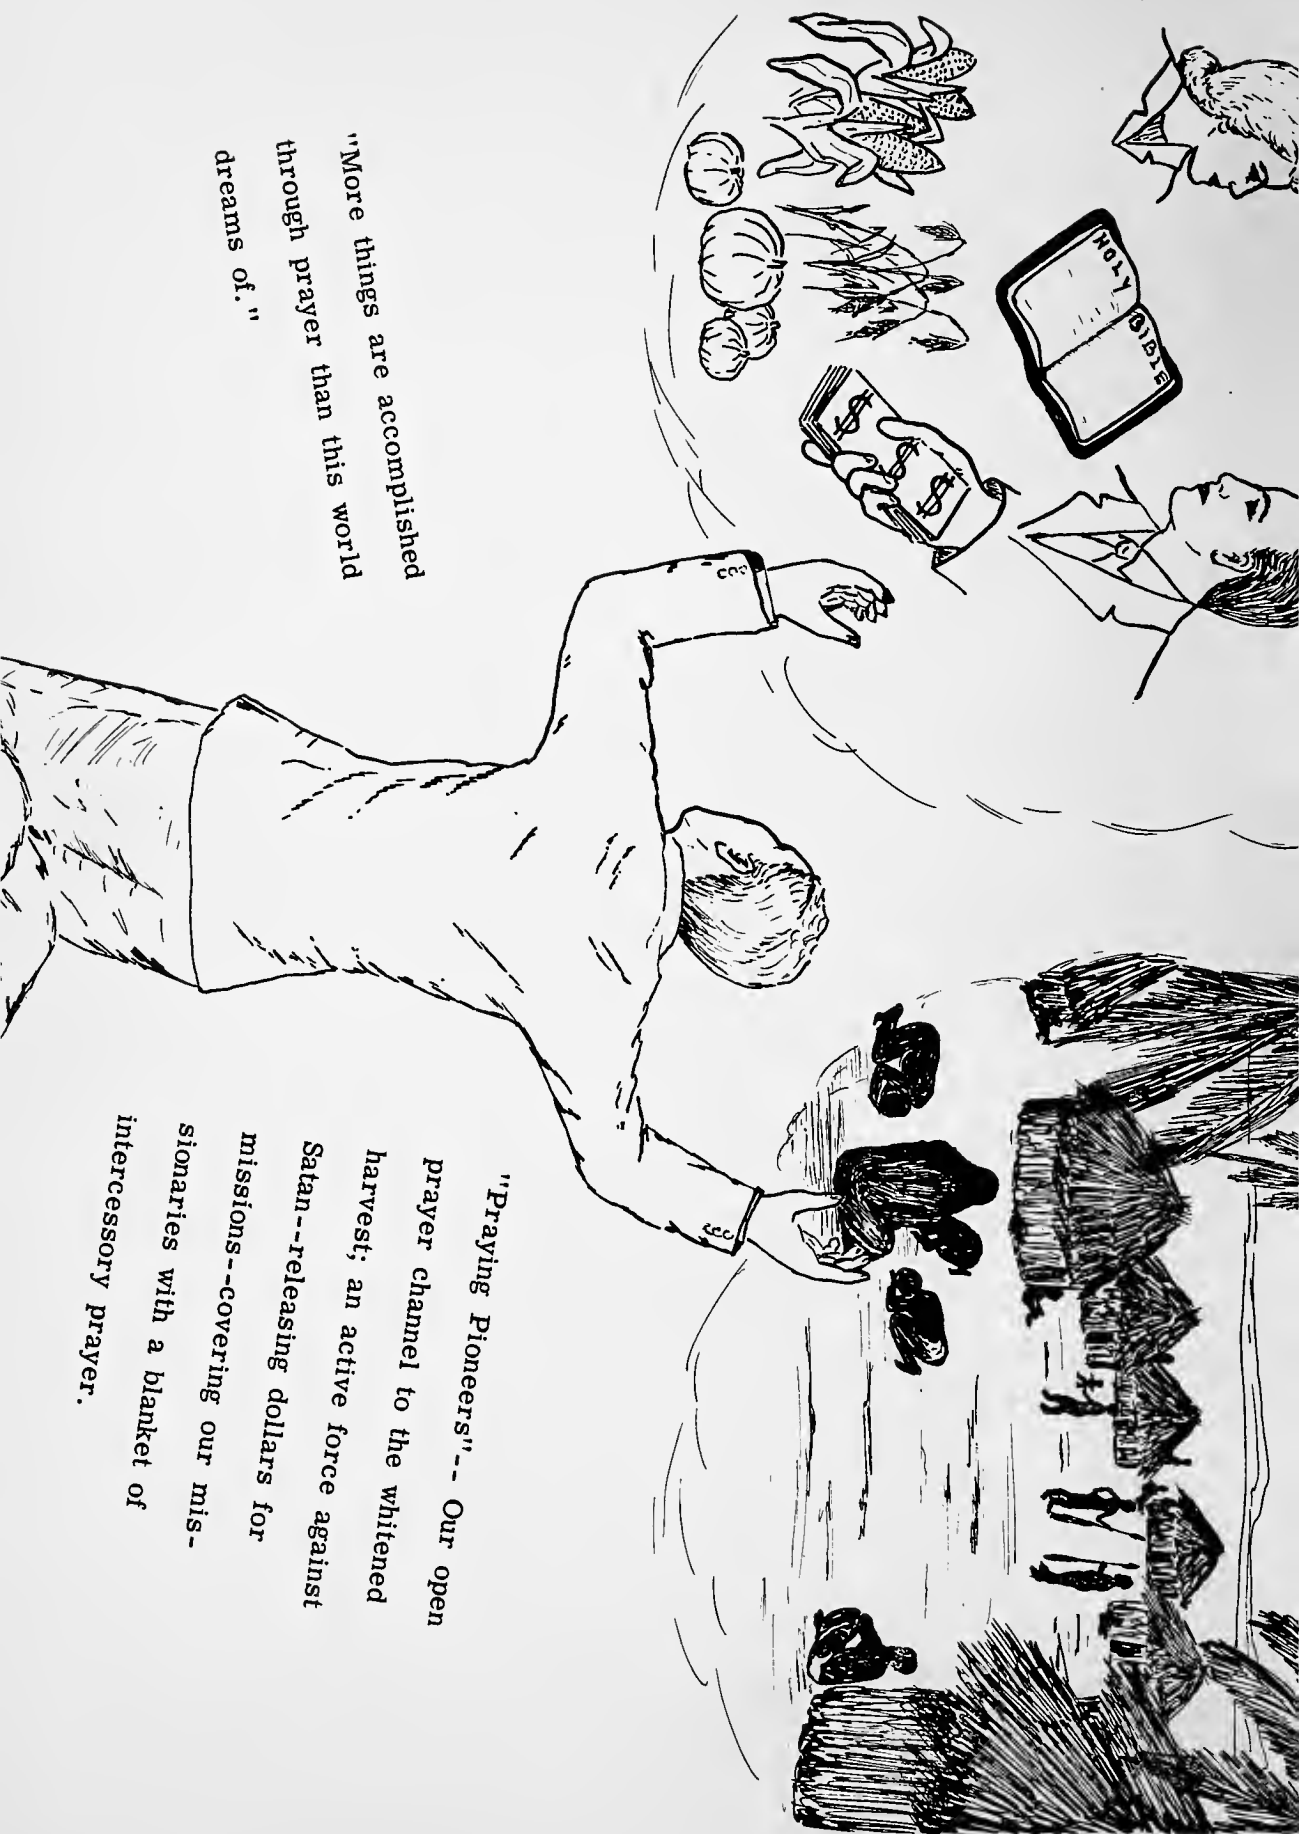 HOLY BIBLE
$ $ $
"More things are accomplished
through prayer than this world
dreams of."
"Praying Pioneers"-- Our open
prayer channel to the whitened
harvest; an active force against
Satan--releasing dollars for
missions--covering our mis-
sionaries with a blanket of
intercessory prayer.